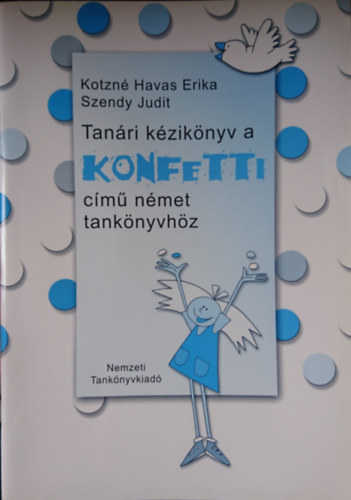 Kotzné Havas Erika
Szendy Judit
Tanári kézikönyv a
KONFETTI
című német
tankönyvhöz
Nemzeti
Tankönyvkiadó